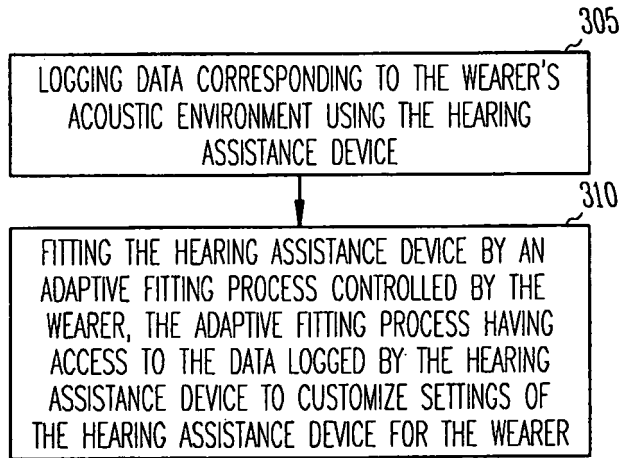 305
LOGGING DATA CORRESPONDING TO THE WEARER'S
ACOUSTIC ENVIRONMENT USING THE HEARING
ASSISTANCE DEVICE
310
FITTING THE HEARING ASSISTANCE DEVICE BY AN
ADAPTIVE FITTING PROCESS CONTROLLED BY THE
WEARER, THE ADAPTIVE FITTING PROCESS HAVING
ACCESS TO THE DATA LOGGED BY THE HEARING
ASSISTANCE DEVICE TO CUSTOMIZE SETTINGS OF
THE HEARING ASSISTANCE DEVICE FOR THE WEARER